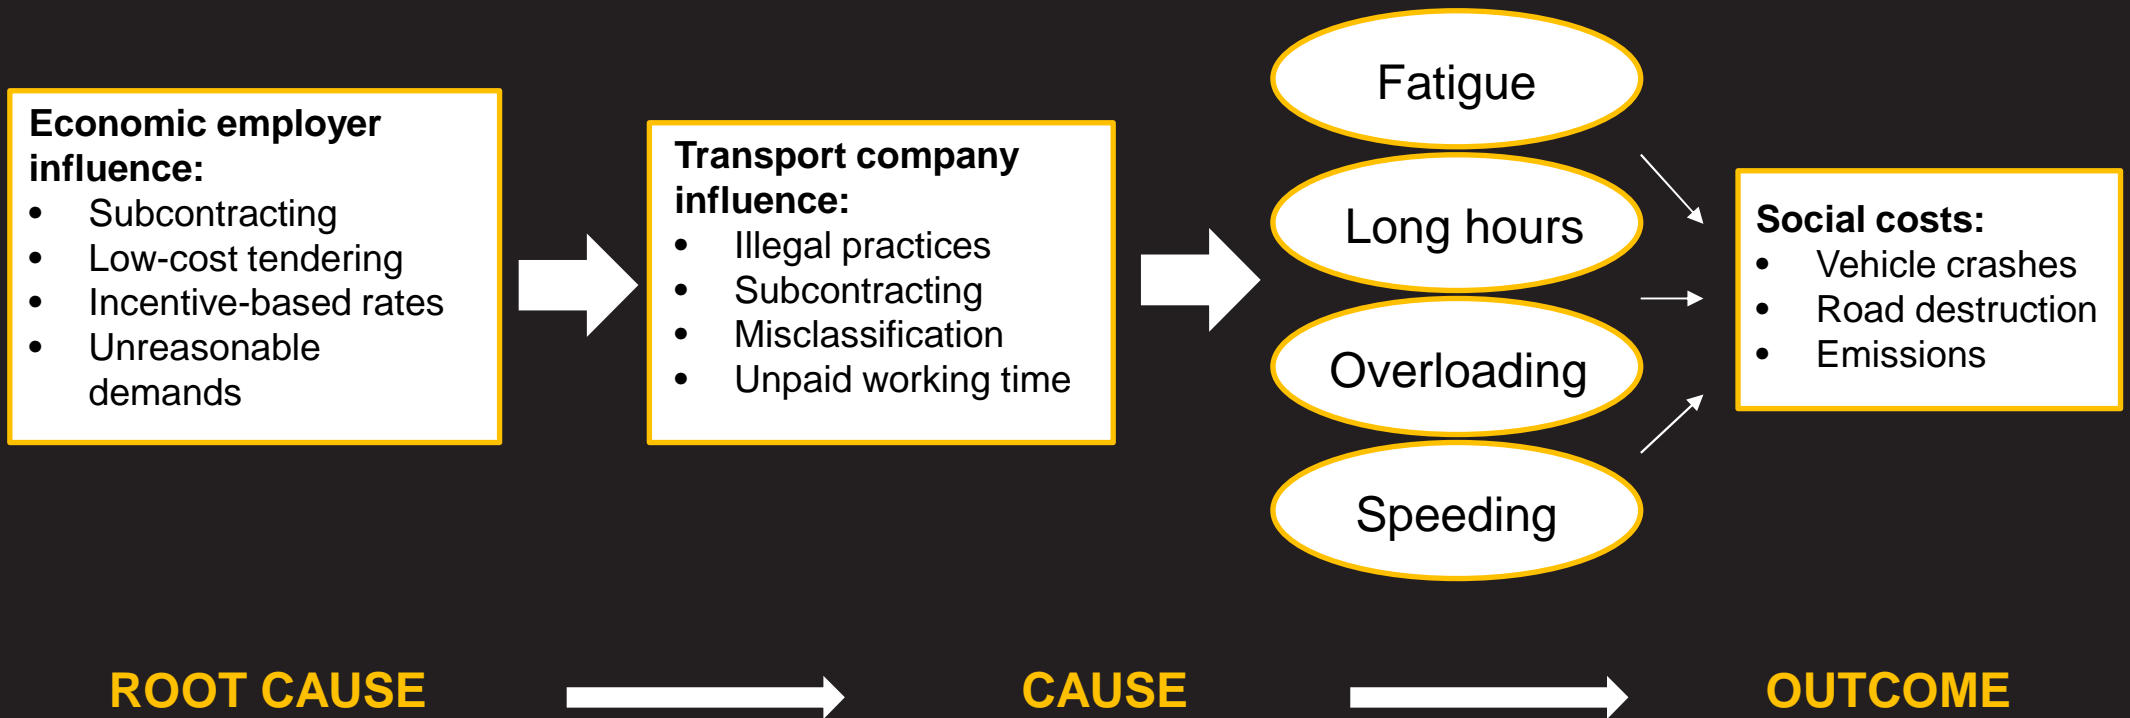 Economic employer
influence:
• Subcontracting
• Low-cost tendering
• Incentive-based rates
• Unreasonable
demands
Transport company
influence:
• Illegal practices
• Subcontracting
• Misclassification
• Unpaid working time
Fatigue
Long hours
Overloading
Speeding
Social costs:
• Vehicle crashes
• Road destruction
• Emissions
ROOT CAUSE
CAUSE
OUTCOME